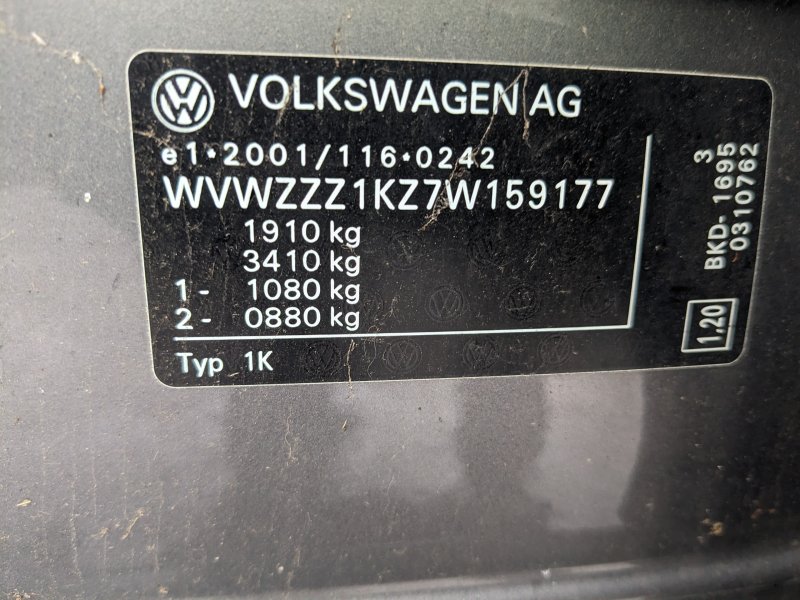 VOLKSWAGEN AG
e1*2001/116*0242
WVWZZZ1KZ7W159177
1910 kg
3410 kg
1 - 1080 kg
2 - 0880 kg
Typ 1K
3
BKD- 1695
0310762
1.20